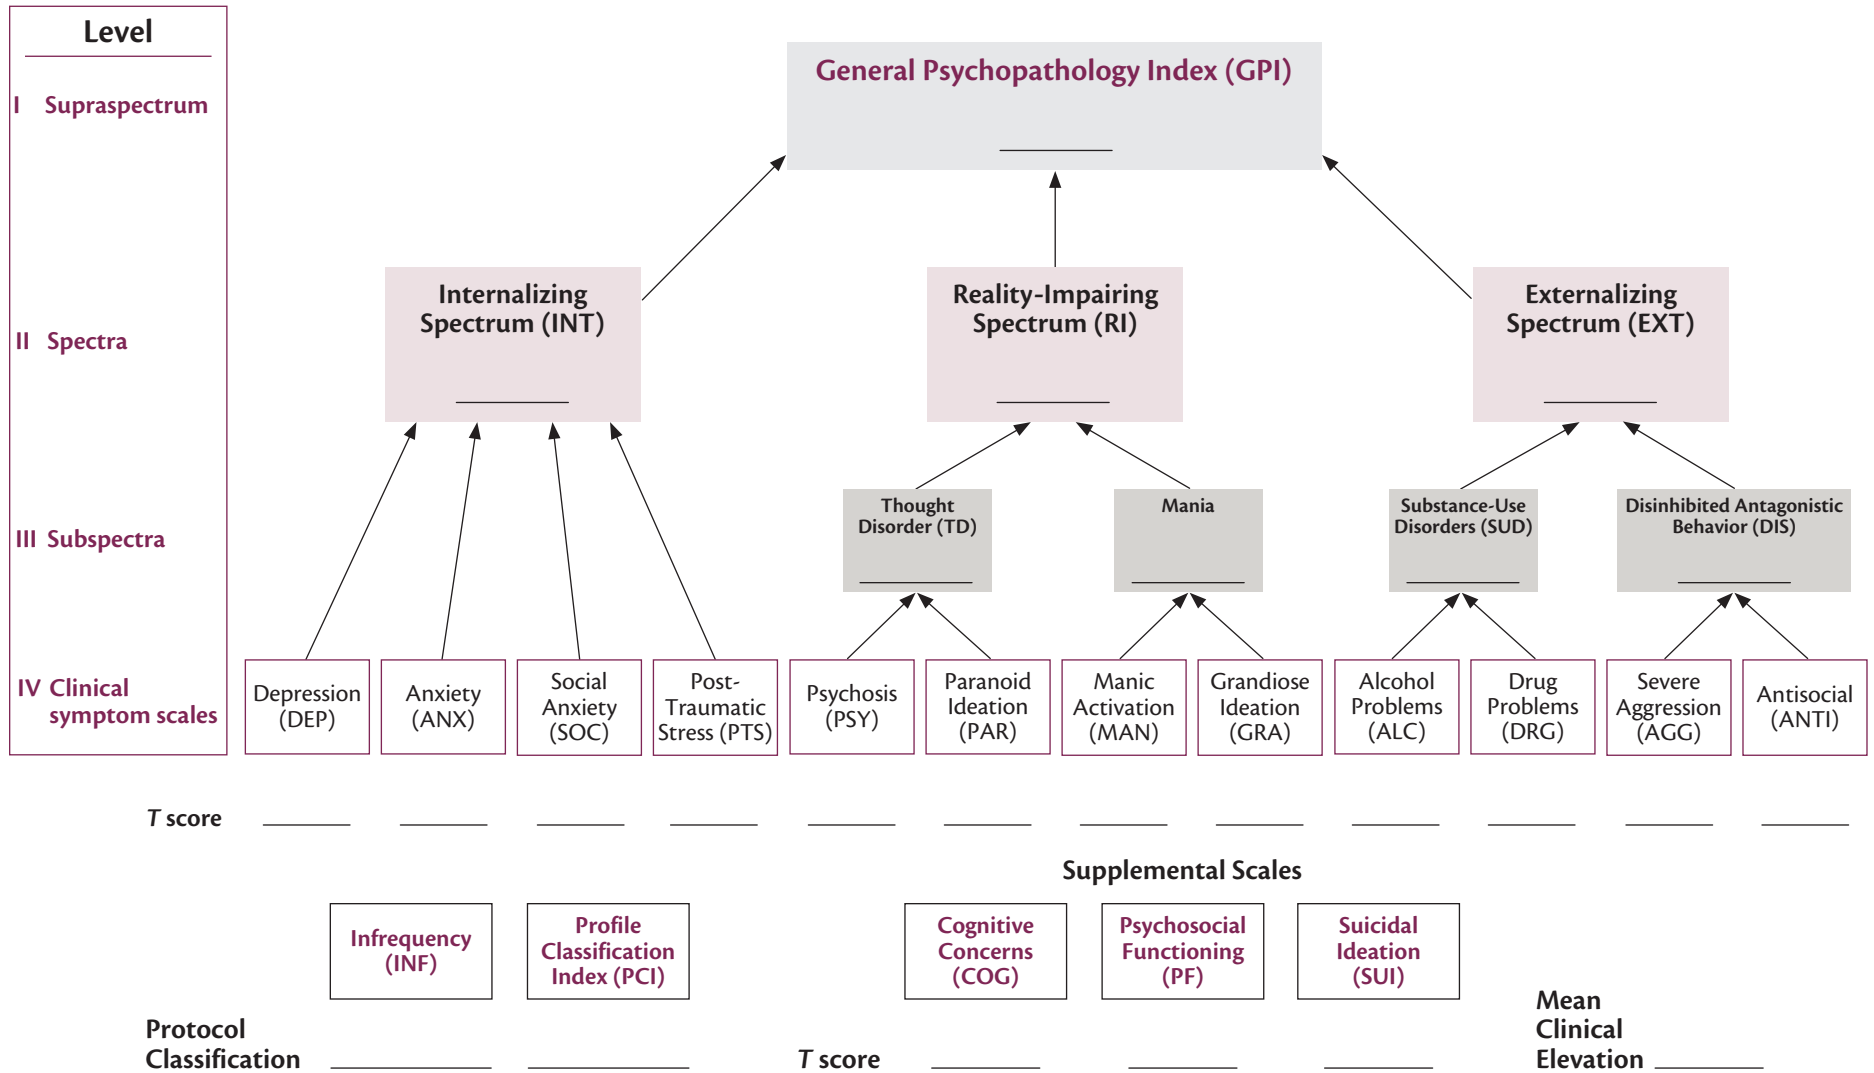 Level
General Psychopathology Index (GPI)
I Supraspectrum
Internalizing
Spectrum (INT)
Reality-Impairing
Spectrum (RI)
Externalizing
Spectrum (EXT)
II Spectra
Thought
Disorder (TD)
Mania
Substance-Use
Disorders (SUD)
Disinhibited Antagonistic
Behavior (DIS)
III Subspectra
IV Clinical
symptom scales
Depression
(DEP)
Anxiety
(ANX)
Social
Anxiety
(SOC)
Post-
Traumatic
Stress (PTS)
Psychosis
(PSY)
Paranoid
Ideation
(PAR)
Manic
Activation
(MAN)
Grandiose
Ideation
(GRA)
Alcohol
Problems
(ALC)
Drug
Problems
(DRG)
Severe
Aggression
(AGG)
Antisocial
(ANTI)
T score
Supplemental Scales
Infrequency
(INF)
Profile
Classification
Index (PCI)
Cognitive
Concerns
(COG)
Psychosocial
Functioning
(PF)
Suicidal
Ideation
(SUI)
Protocol
Classification
T score
Mean
Clinical
Elevation